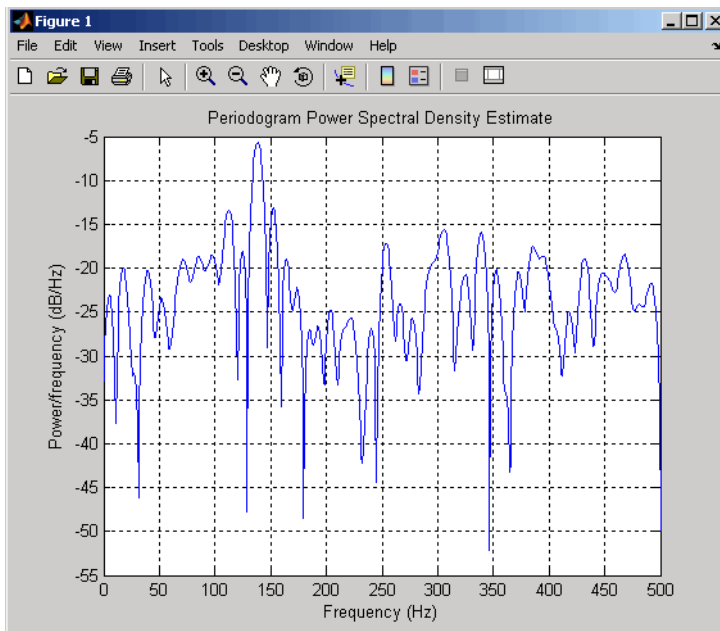 Figure 1
File Edit View Insert Tools Desktop Window Help
Periodogram Power Spectral Density Estimate
Power/frequency (dB/Hz)
-5
-10
-15
-20
-25
-30
-35
-40
-45
-50
-55
0 50 100 150 200 250 300 350 400 450 500
Frequency (Hz)